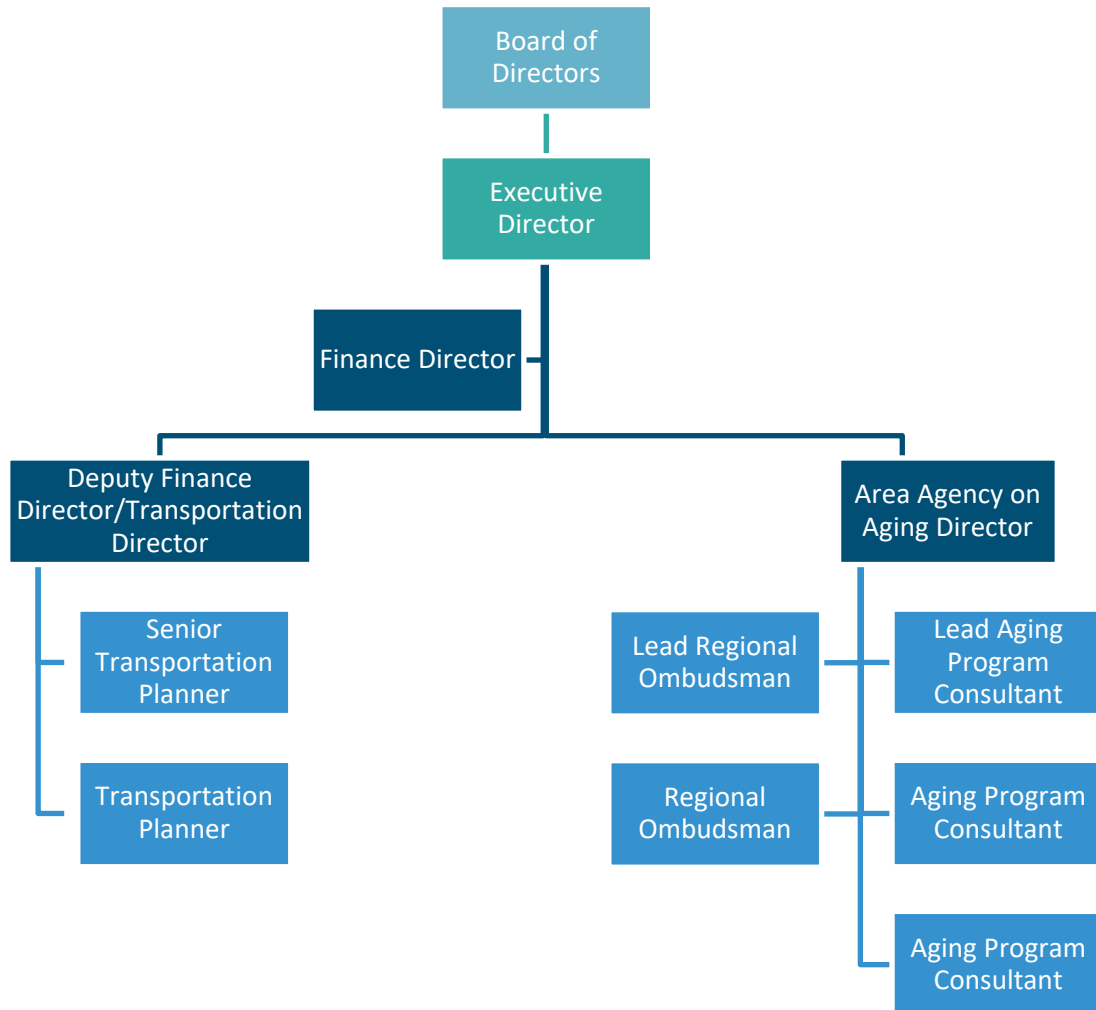 Board of
Directors
Executive
Director
Finance Director
Deputy Finance
Director/Transportation
Director
Area Agency on
Aging Director
Senior
Transportation
Planner
Transportation
Planner
Lead Regional
Ombudsman
Lead Aging
Program
Consultant
Regional
Ombudsman
Aging Program
Consultant
Aging Program
Consultant